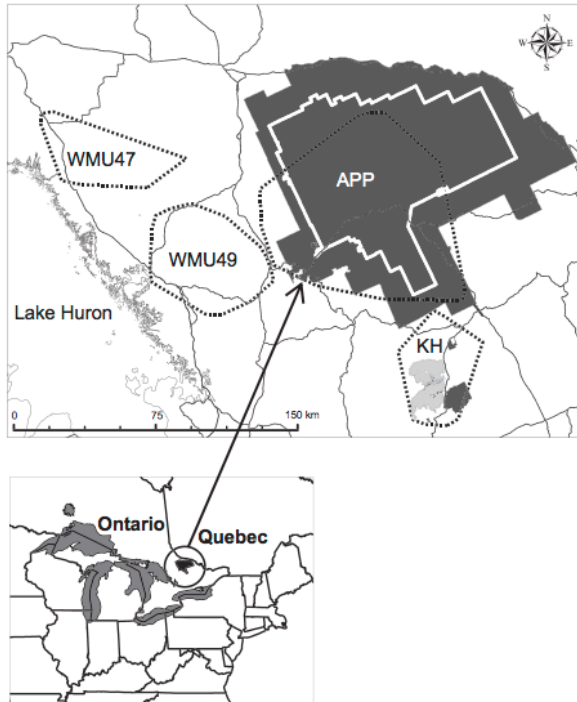 N
W E
S
WMU47
APP
WMU49
Lake Huron
KH
0 75 150 km
Ontario
Quebec